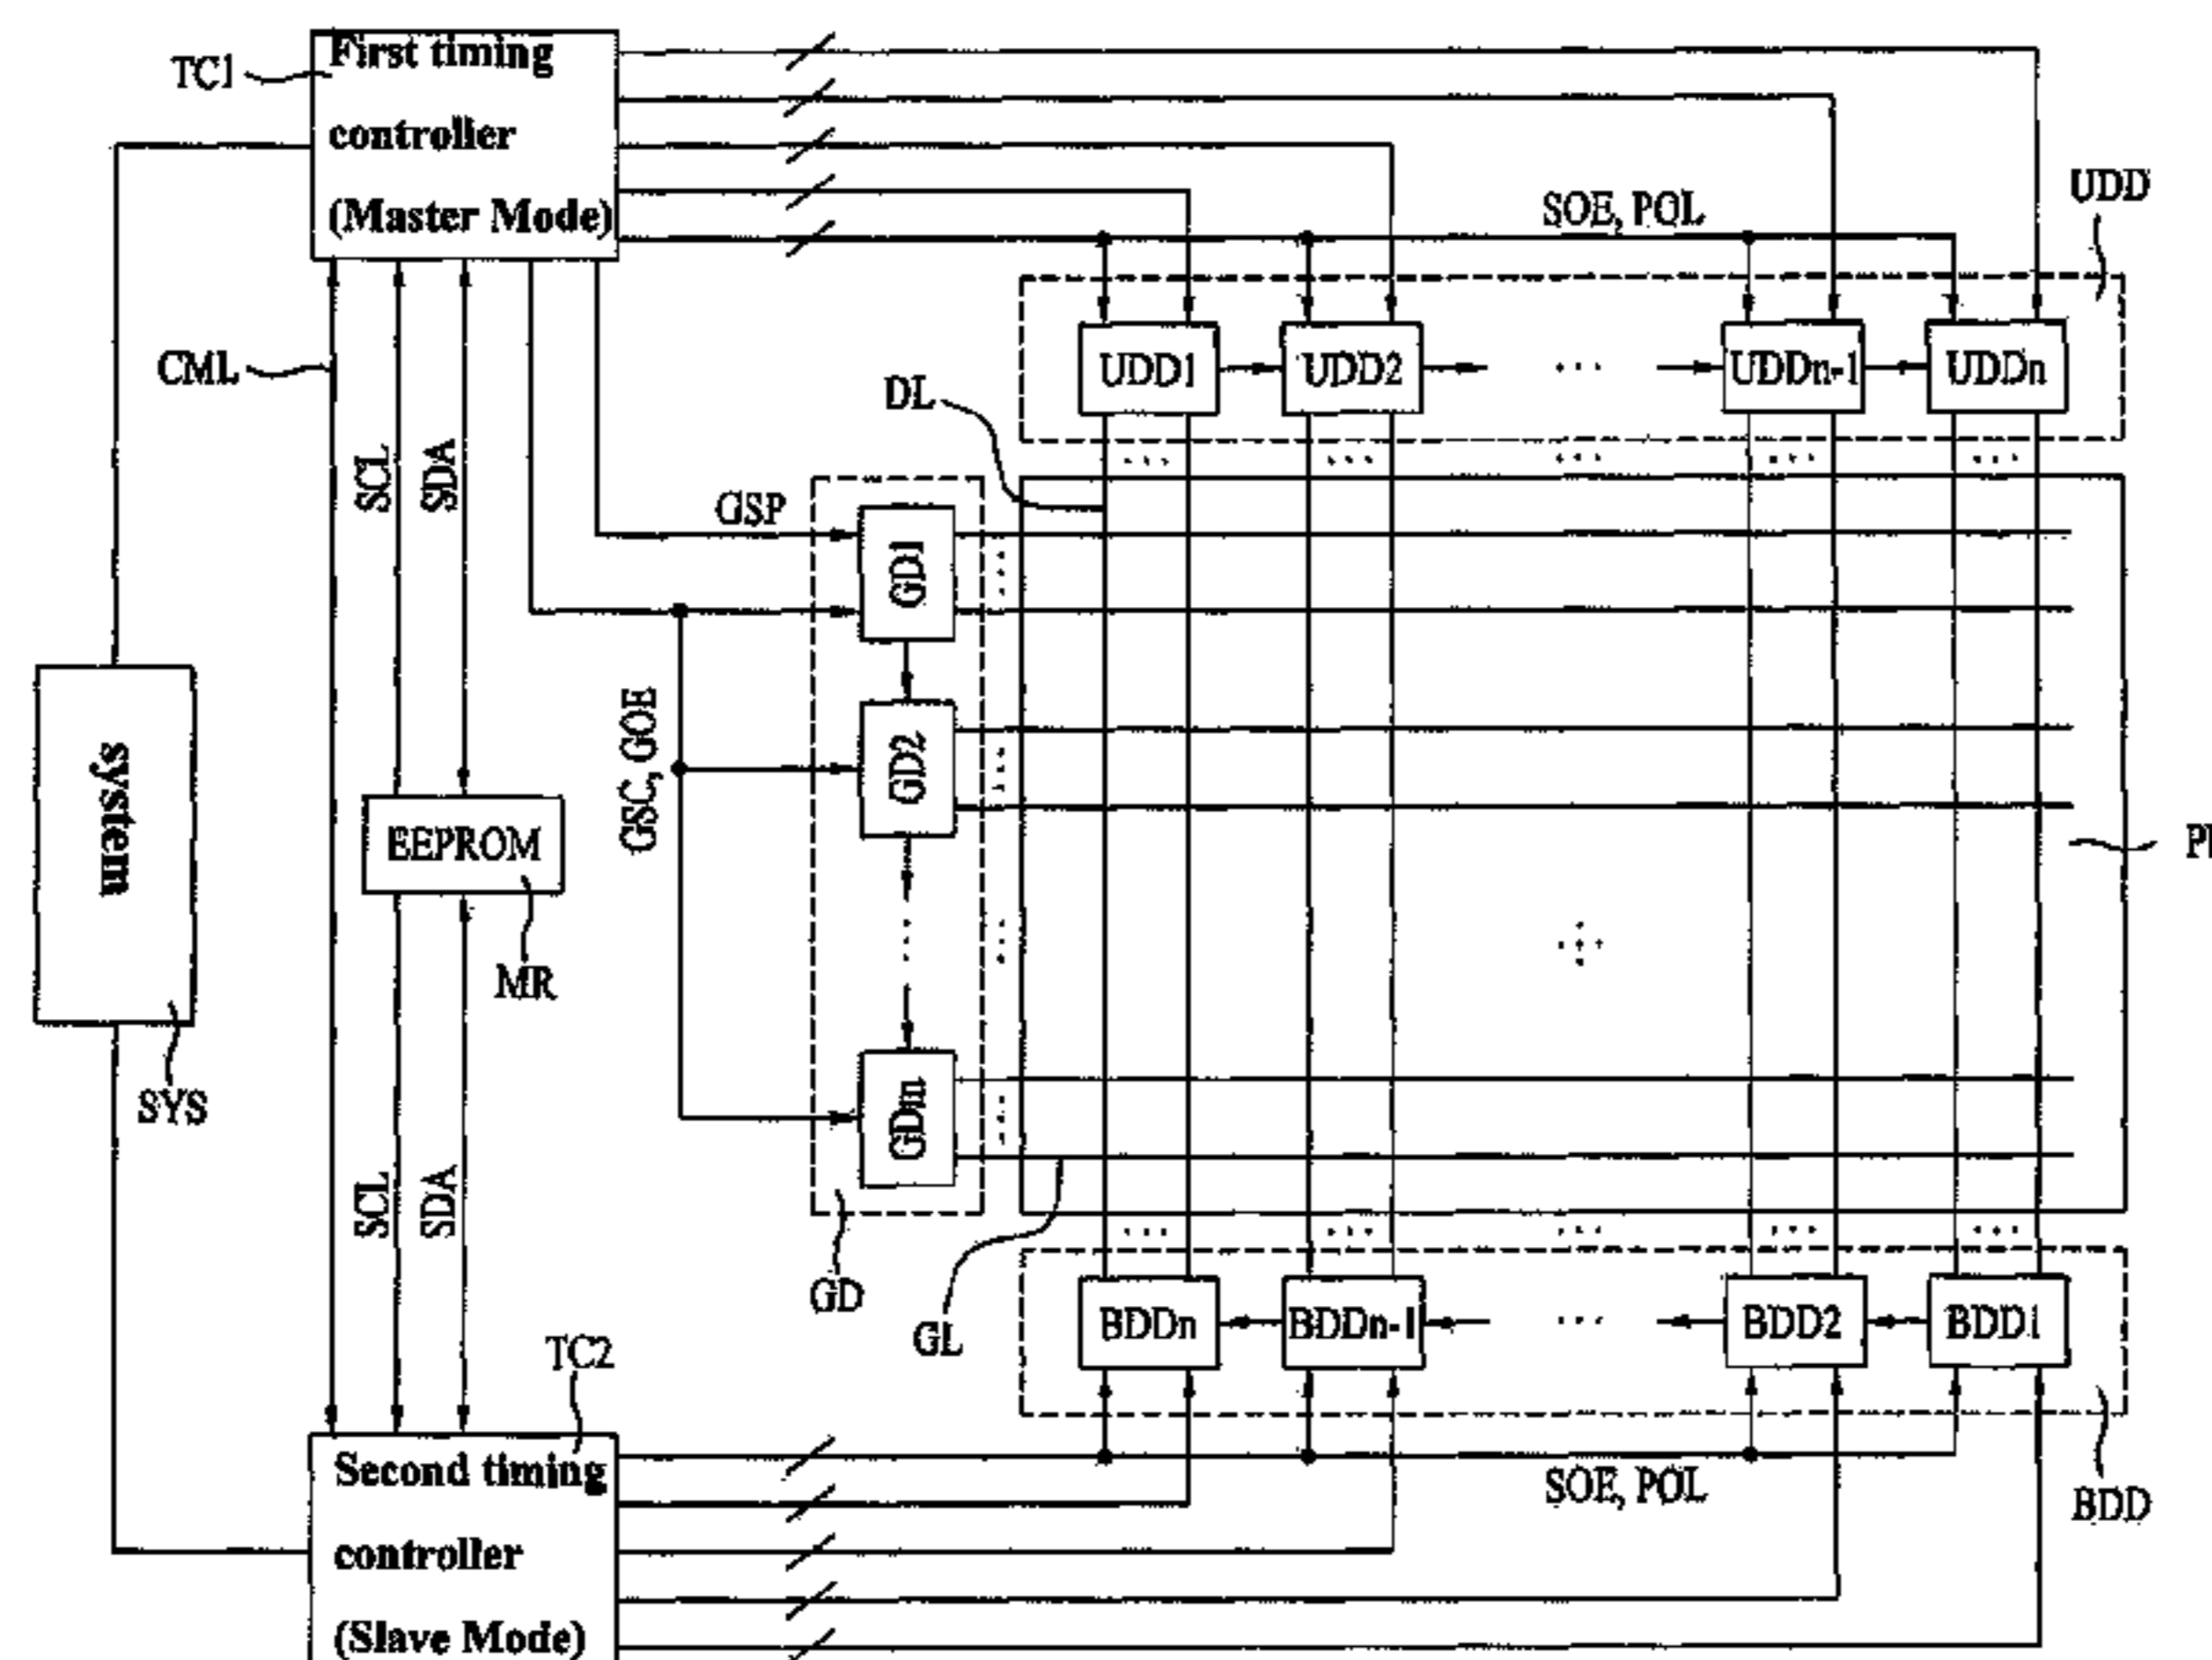 TC1
First timing
controller
(Master Mode)
SOE, POL
UDD
UDD1
UDD2
UDDn-1
UDDn
CML
SCL
SDA
DL
GSP
GD1
GSC, GOE
GD2
system
EEPROM
MR
SYS
GDn
SCL
SDA
GD
GL
BDDn
BDDn-1
BDD2
BDD1
TC2
Second timing
controller
(Slave Mode)
SOE, POL
BDD